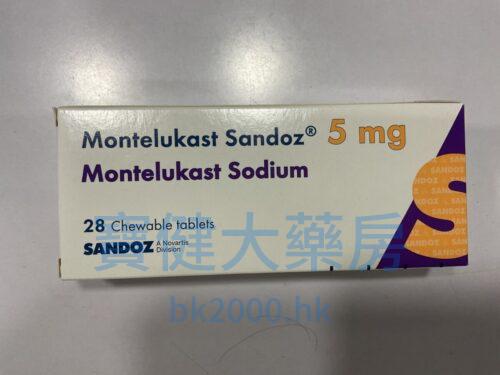 Montelukast Sandoz® 5 mg
Montelukast Sodium
28 Chewable tablets
SANDOZ A Novartis
Division
S
SANDOZ
寶健大藥房
bk2000.hk